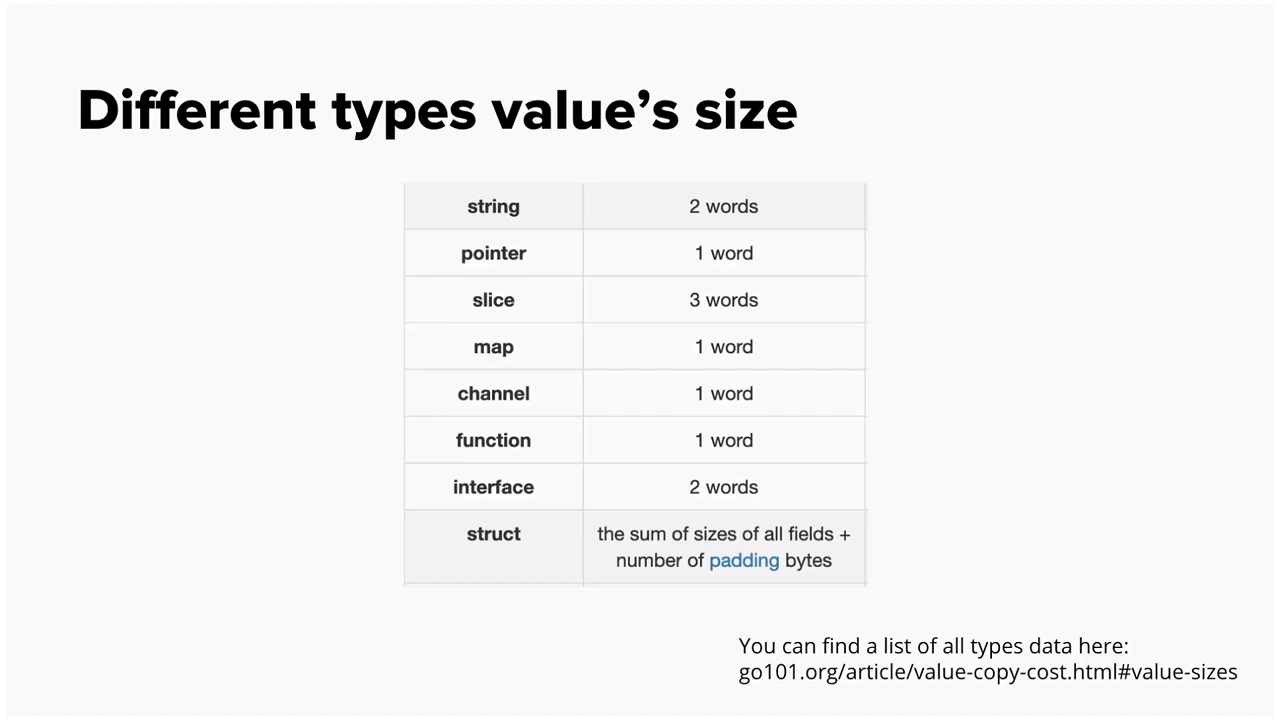 Different types value’s size
string 2 words
pointer 1 word
slice 3 words
map 1 word
channel 1 word
function 1 word
interface 2 words
struct the sum of sizes of all fields +
number of padding bytes
You can find a list of all types data here:
go101.org/article/value-copy-cost.html#value-sizes